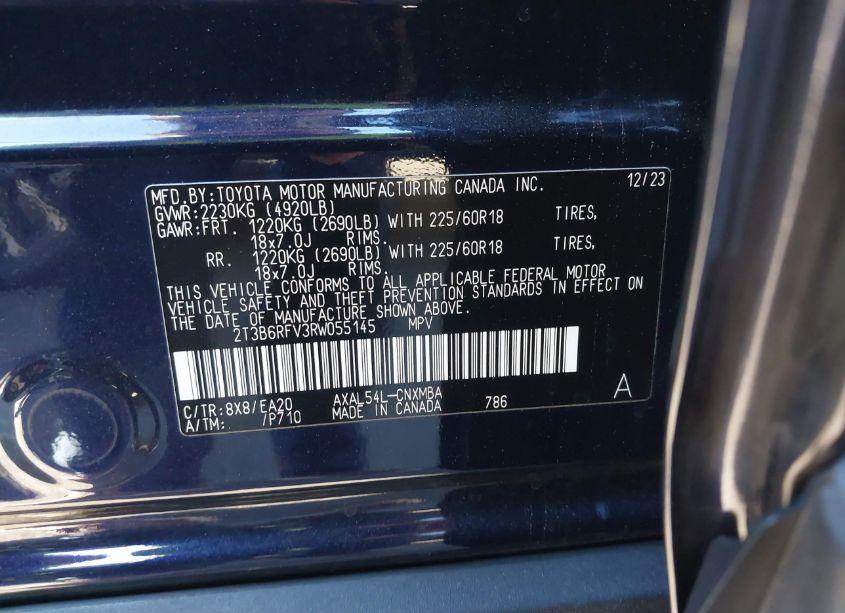 MFD.BY:TOYOTA MOTOR MANUFACTURING CANADA INC. 12/23
GVWR:2230KG (4920LB)
GAWR:FRT. 1220KG (2690LB) WITH 225/60R18 TIRES,
18x7.0J RIMS.
RR. 1220KG (2690LB) WITH 225/60R18 TIRES,
18x7.0J RIMS.
THIS VEHICLE CONFORMS TO ALL APPLICABLE FEDERAL MOTOR
VEHICLE SAFETY AND THEFT PREVENTION STANDARDS IN EFFECT ON
THE DATE OF MANUFACTURE SHOWN ABOVE.
2T3B6RFV3RW055145 MPV
C/TR:8X8/EA20 AXAL54L-CNXMBA
A/TM: /P710 MADE IN CANADA 786 A